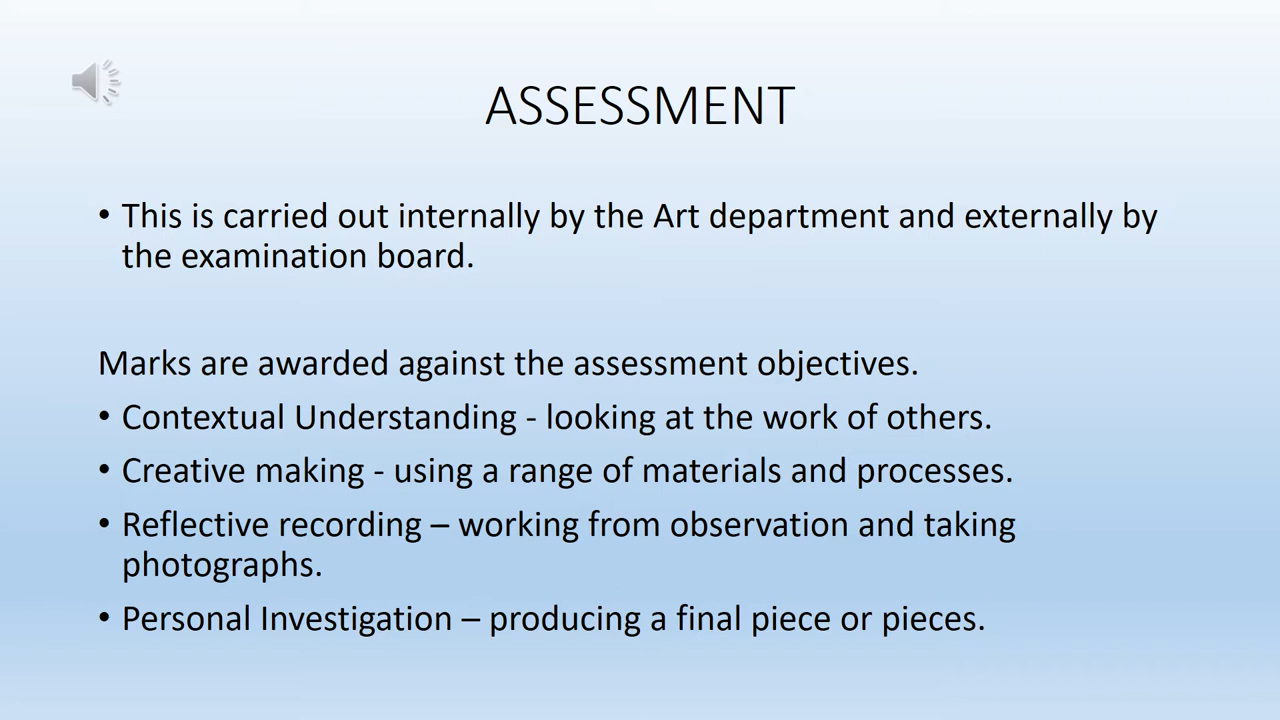 ASSESSMENT
• This is carried out internally by the Art department and externally by
the examination board.
Marks are awarded against the assessment objectives.
• Contextual Understanding - looking at the work of others.
• Creative making - using a range of materials and processes.
• Reflective recording – working from observation and taking
photographs.
• Personal Investigation – producing a final piece or pieces.